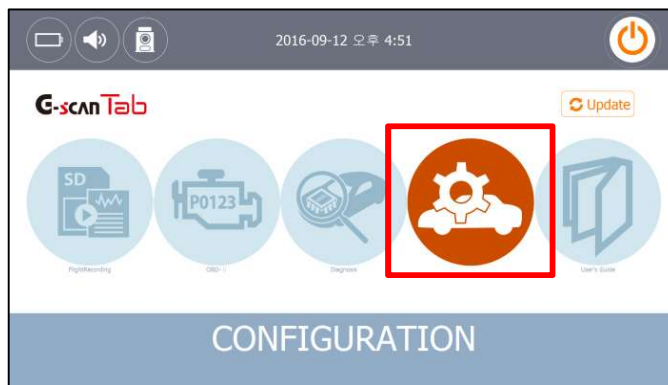 2016-09-12 오후 4:51
G-scan Tab
Update
SD
P0123
FlightRecording
OBD-II
Diagnosis
User's Guide
CONFIGURATION